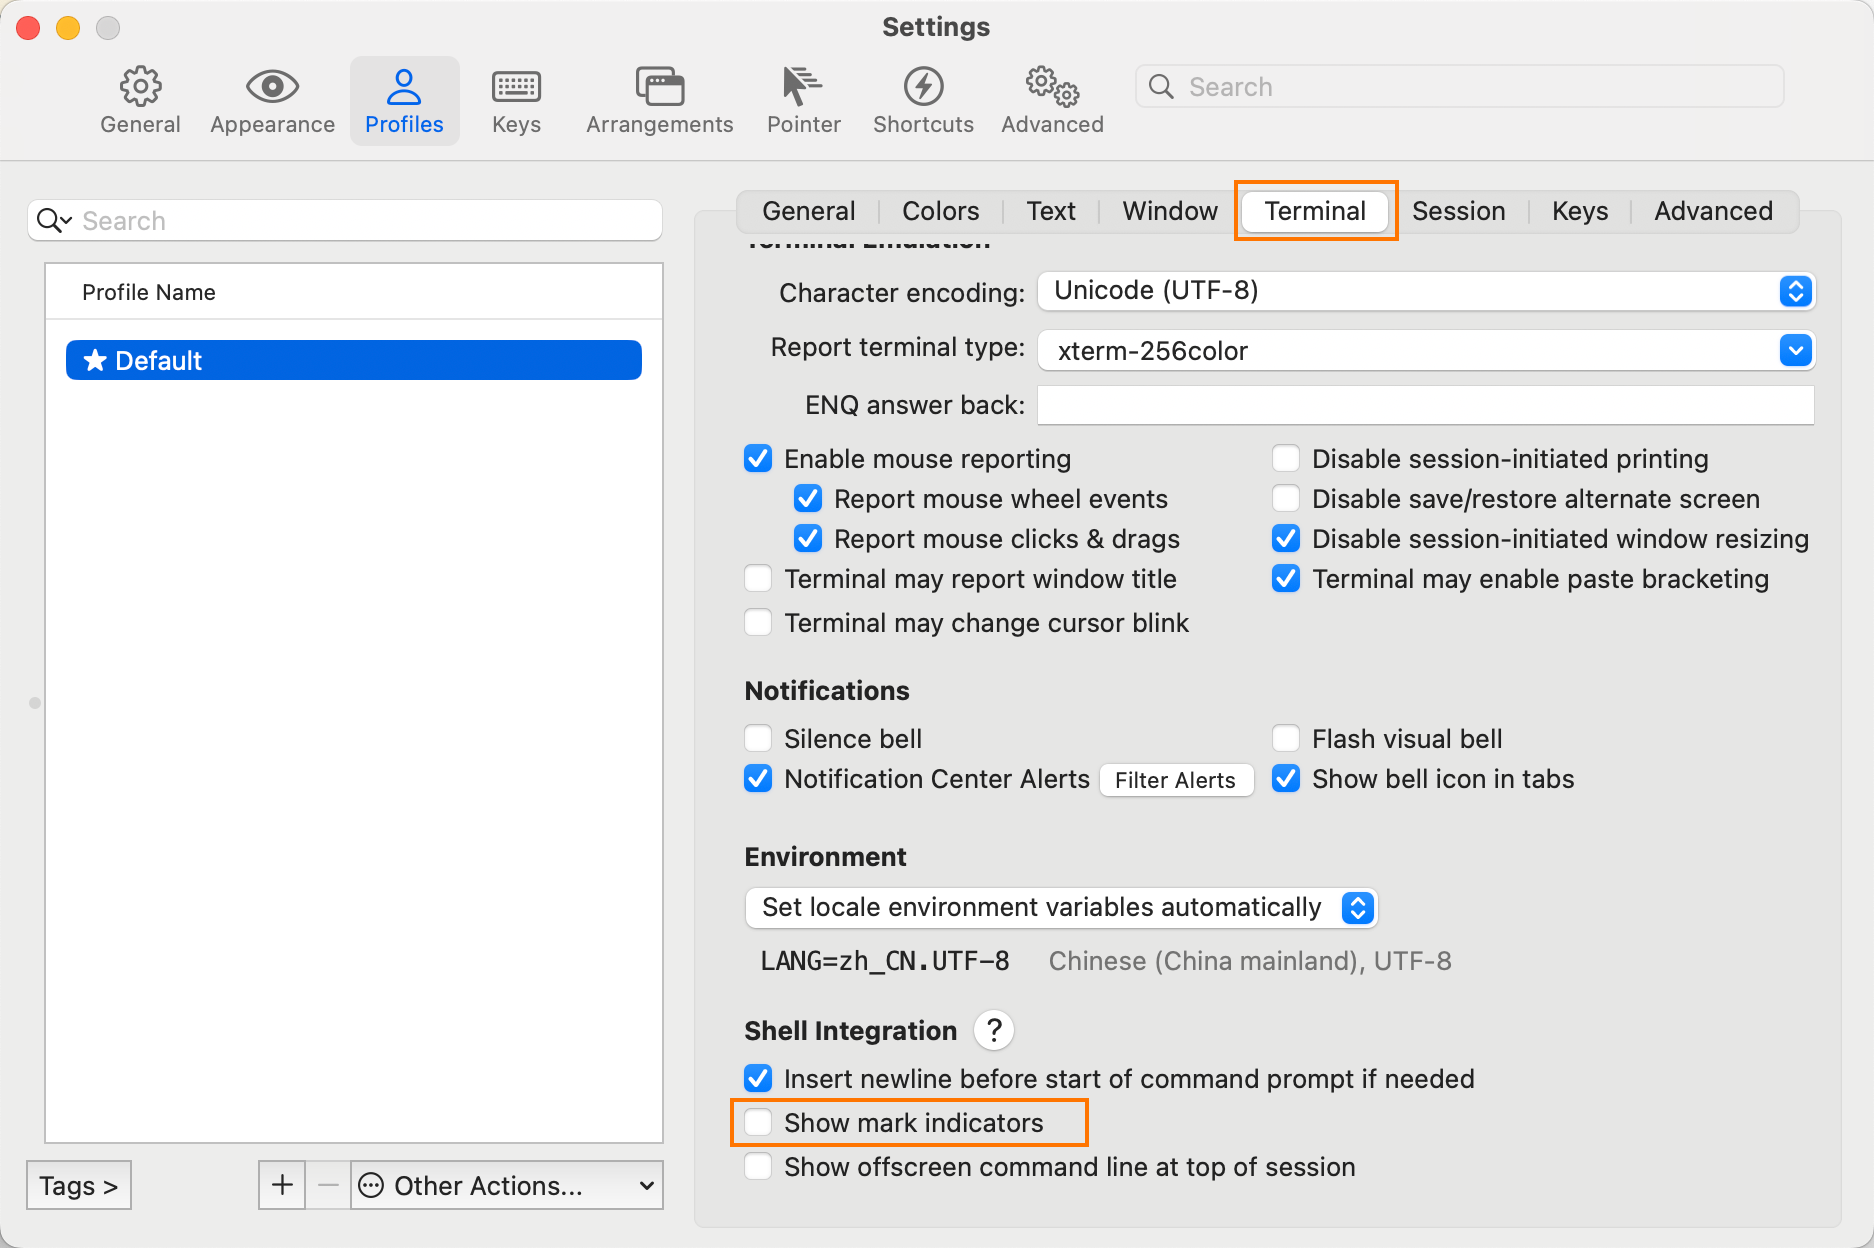 Settings
General
Appearance
Profiles
Keys
Arrangements
Pointer
Shortcuts
Advanced
Search
Search
Profile Name
Default
Tags >
Other Actions...
General
Colors
Text
Window
Terminal
Session
Keys
Advanced
Terminal Emulation
Character encoding: Unicode (UTF-8)
Report terminal type: xterm-256color
ENQ answer back:
Enable mouse reporting
Report mouse wheel events
Report mouse clicks & drags
Terminal may report window title
Terminal may change cursor blink
Disable session-initiated printing
Disable save/restore alternate screen
Disable session-initiated window resizing
Terminal may enable paste bracketing
Notifications
Silence bell
Flash visual bell
Notification Center Alerts
Filter Alerts
Show bell icon in tabs
Environment
Set locale environment variables automatically
LANG=zh_CN.UTF-8 Chinese (China mainland), UTF-8
Shell Integration ?
Insert newline before start of command prompt if needed
Show mark indicators
Show offscreen command line at top of session